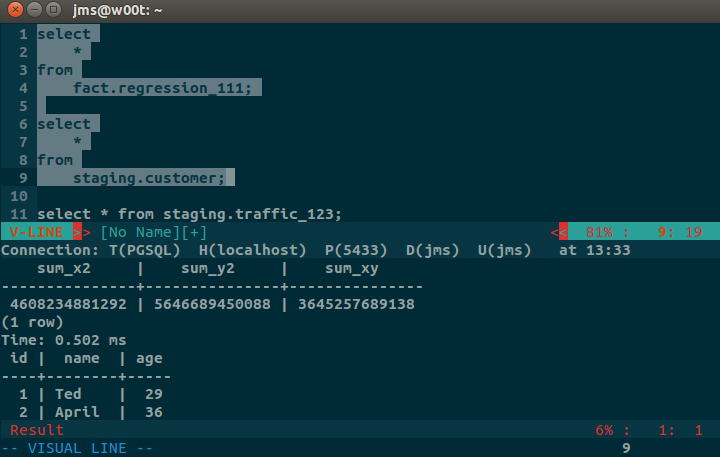 jms@w00t: ~
1 select
2     *
3 from
4     fact.regression_111;
5
6 select
7     *
8 from
9     staging.customer;
10
11 select * from staging.traffic_123;
V-LINE >> [No Name][+] << 81% : 9: 19
Connection: T(PGSQL) H(localhost) P(5433) D(jms) U(jms) at 13:33
    sum_x2     |    sum_y2     |    sum_xy
---------------+---------------+---------------
 4608234881292 | 5646689450088 | 3645257689138
(1 row)
Time: 0.502 ms
 id |  name  | age
----+--------+-----
  1 | Ted    |  29
  2 | April  |  36
Result 6% : 1: 1
-- VISUAL LINE -- 9